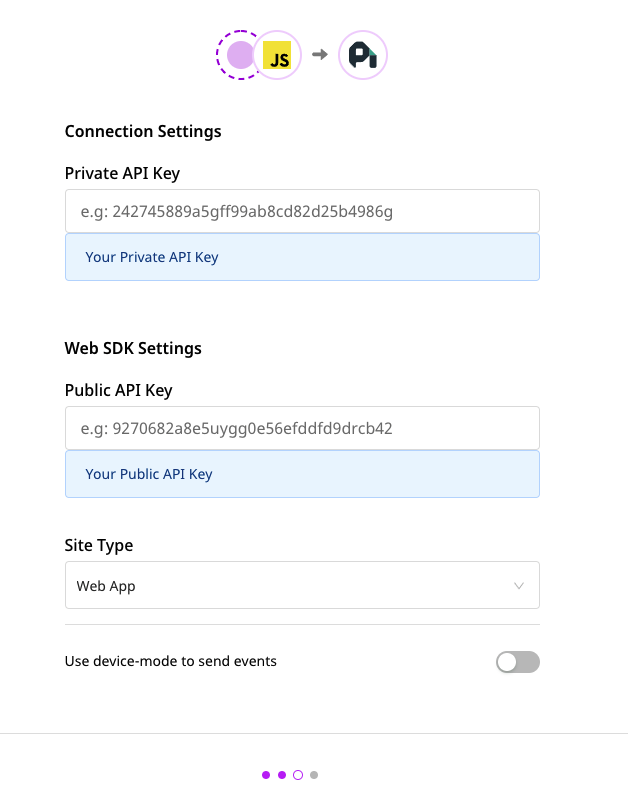 JS
Connection Settings
Private API Key
e.g: 242745889a5gff99ab8cd82d25b4986g
Your Private API Key
Web SDK Settings
Public API Key
e.g: 9270682a8e5uygg0e56efddfd9drcb42
Your Public API Key
Site Type
Web App
Use device-mode to send events